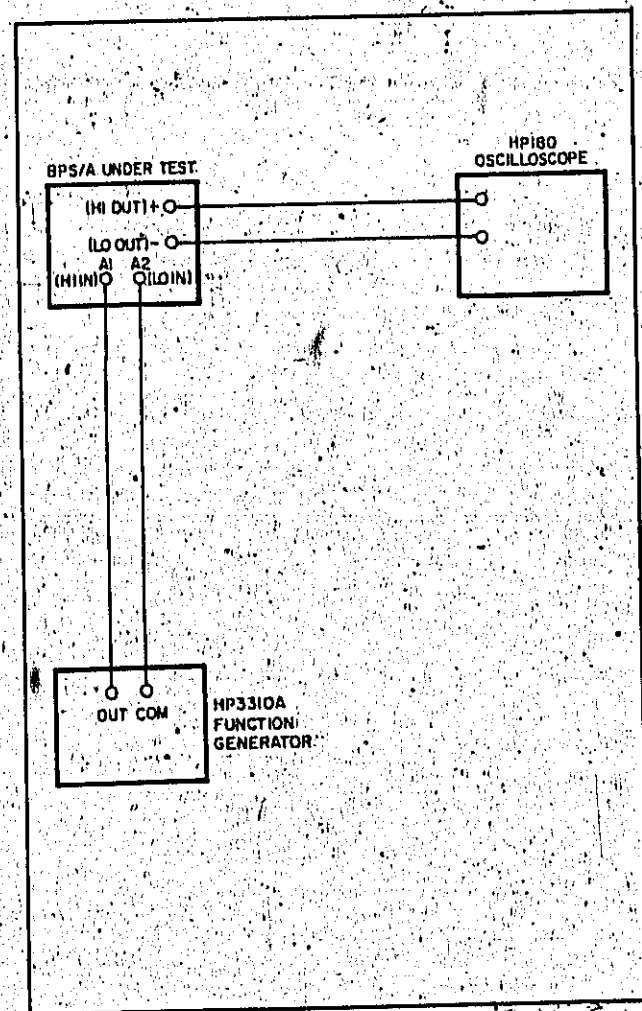 HP180
OSCILLOSCOPE
BPS/A UNDER TEST
(HI OUT)+
(LO OUT)-
A1 A2
(HI IN) (LO IN)
OUT COM
HP3310A
FUNCTION
GENERATOR